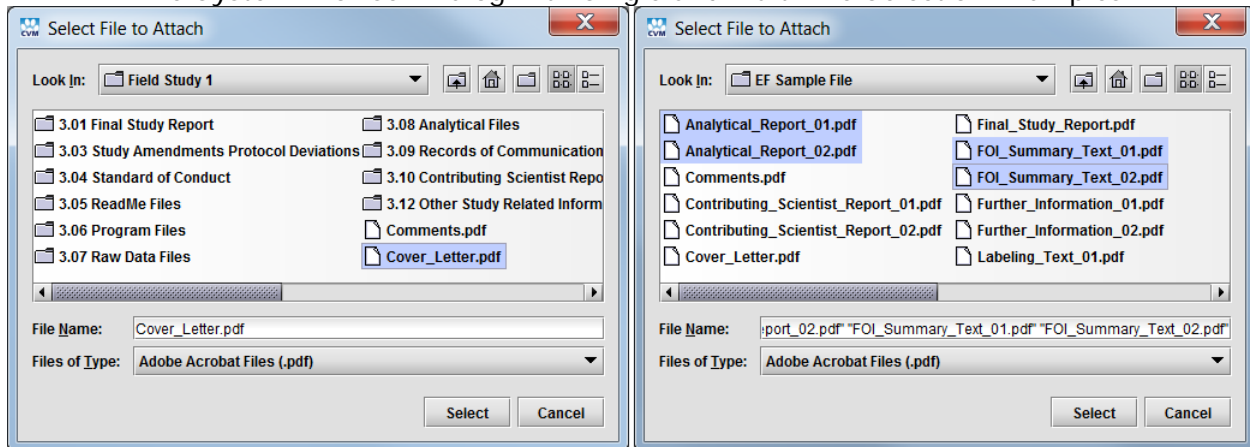 Select File to Attach
Look In: Field Study 1
3.01 Final Study Report
3.03 Study Amendments Protocol Deviations
3.04 Standard of Conduct
3.05 ReadMe Files
3.06 Program Files
3.07 Raw Data Files
3.08 Analytical Files
3.09 Records of Communication
3.10 Contributing Scientist Repo
3.12 Other Study Related Inform
Comments.pdf
Cover_Letter.pdf
File Name: Cover_Letter.pdf
Files of Type: Adobe Acrobat Files (.pdf)
Select Cancel
Select File to Attach
Look In: EF Sample File
Analytical_Report_01.pdf
Analytical_Report_02.pdf
Comments.pdf
Contributing_Scientist_Report_01.pdf
Contributing_Scientist_Report_02.pdf
Cover_Letter.pdf
Final_Study_Report.pdf
FOI_Summary_Text_01.pdf
FOI_Summary_Text_02.pdf
Further_Information_01.pdf
Further_Information_02.pdf
Labeling_Text_01.pdf
File Name: port_02.pdf" "FOI_Summary_Text_01.pdf" "FOI_Summary_Text_02.pdf"
Files of Type: Adobe Acrobat Files (.pdf)
Select Cancel